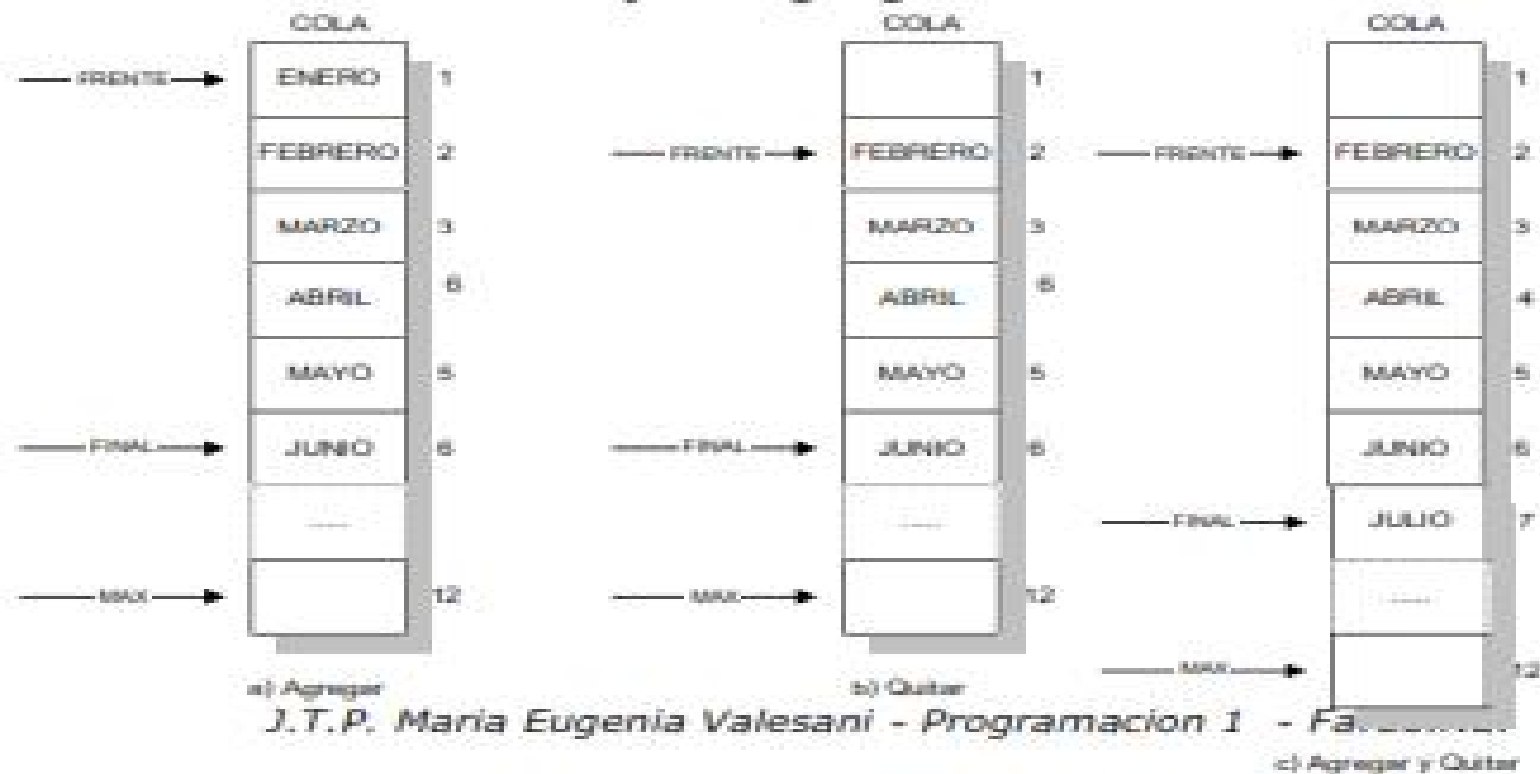 COLA COLA COLA
FRENTE ENERO 1 1 1
FEBRERO 2 FRENTE FEBRERO 2 FRENTE FEBRERO 2
MARZO 3 MARZO 3 MARZO 3
ABRIL ABRIL ABRIL 4
MAYO 5 MAYO 5 MAYO 5
FINAL JUNIO 6 FINAL JUNIO 6 JUNIO 6
..... ..... FINAL JULIO 7
MAX 12 MAX 12 .....
MAX 12
a) Agregar b) Quitar
J.T.P. Maria Eugenia Valesani - Programacion 1 -
c) Agregar y Quitar